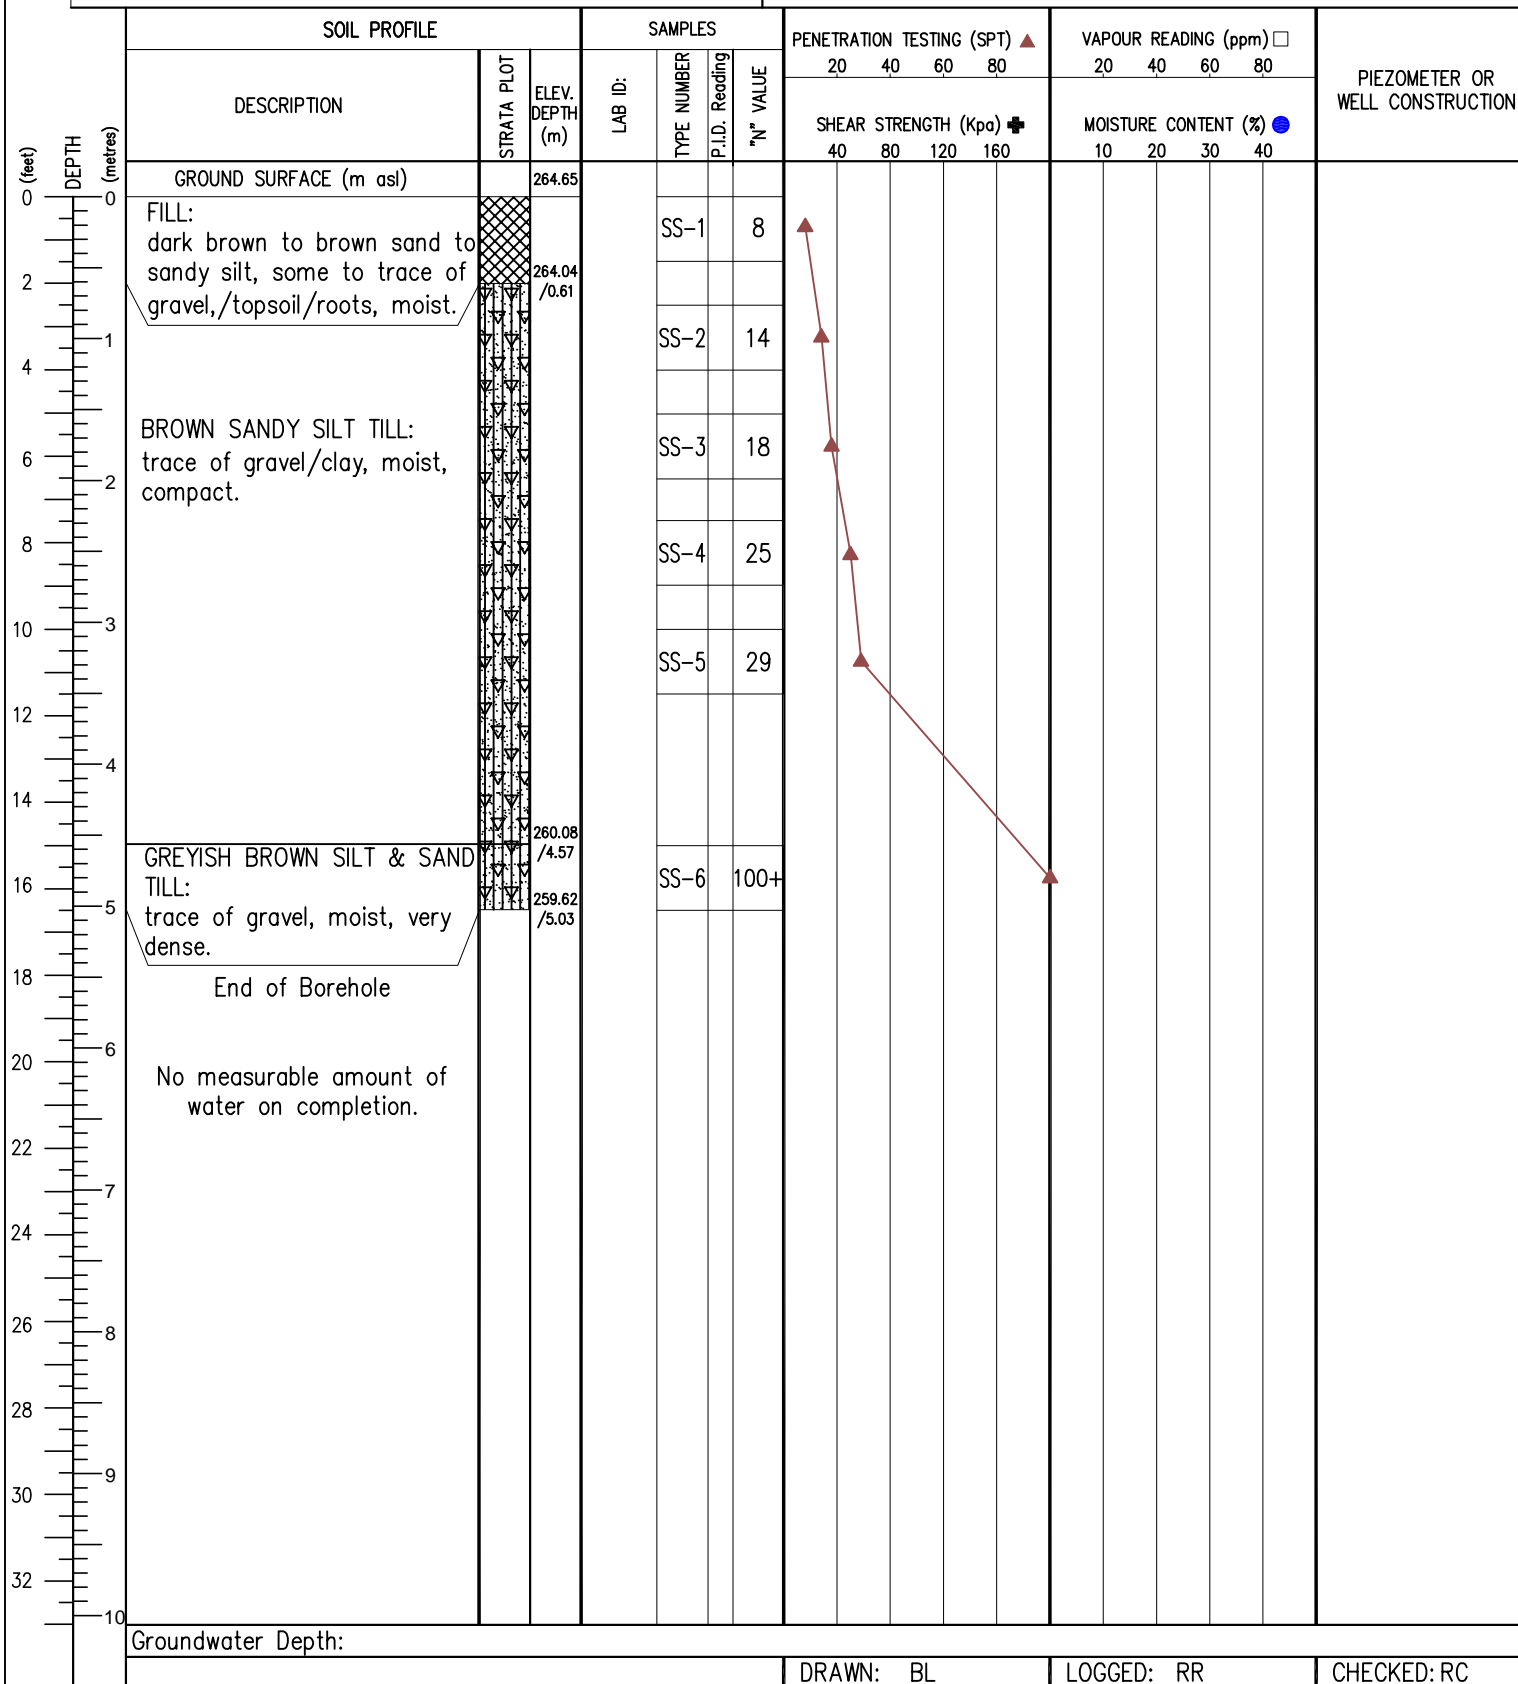 SOIL PROFILE
SAMPLES
PENETRATION TESTING (SPT)
20 40 60 80
SHEAR STRENGTH (Kpa)
40 80 120 160
VAPOUR READING (ppm)
20 40 60 80
MOISTURE CONTENT (%)
10 20 30 40
PIEZOMETER OR
WELL CONSTRUCTION
(feet)
DEPTH
(metres)
DESCRIPTION
STRATA PLOT
ELEV.
DEPTH
(m)
LAB ID:
TYPE NUMBER
P.I.D. Reading
"N" VALUE
GROUND SURFACE (m asl)
264.65
0
2
4
6
8
10
12
14
16
18
20
22
24
26
28
30
32
0
1
2
3
4
5
6
7
8
9
10
FILL:
dark brown to brown sand to
sandy silt, some to trace of
gravel,/topsoil/roots, moist.
264.04
/0.61
BROWN SANDY SILT TILL:
trace of gravel/clay, moist,
compact.
260.08
/4.57
GREYISH BROWN SILT & SAND
TILL:
trace of gravel, moist, very
dense.
259.62
/5.03
End of Borehole
No measurable amount of
water on completion.
SS-1 8
SS-2 14
SS-3 18
SS-4 25
SS-5 29
SS-6 100+
Groundwater Depth:
DRAWN: BL
LOGGED: RR
CHECKED: RC